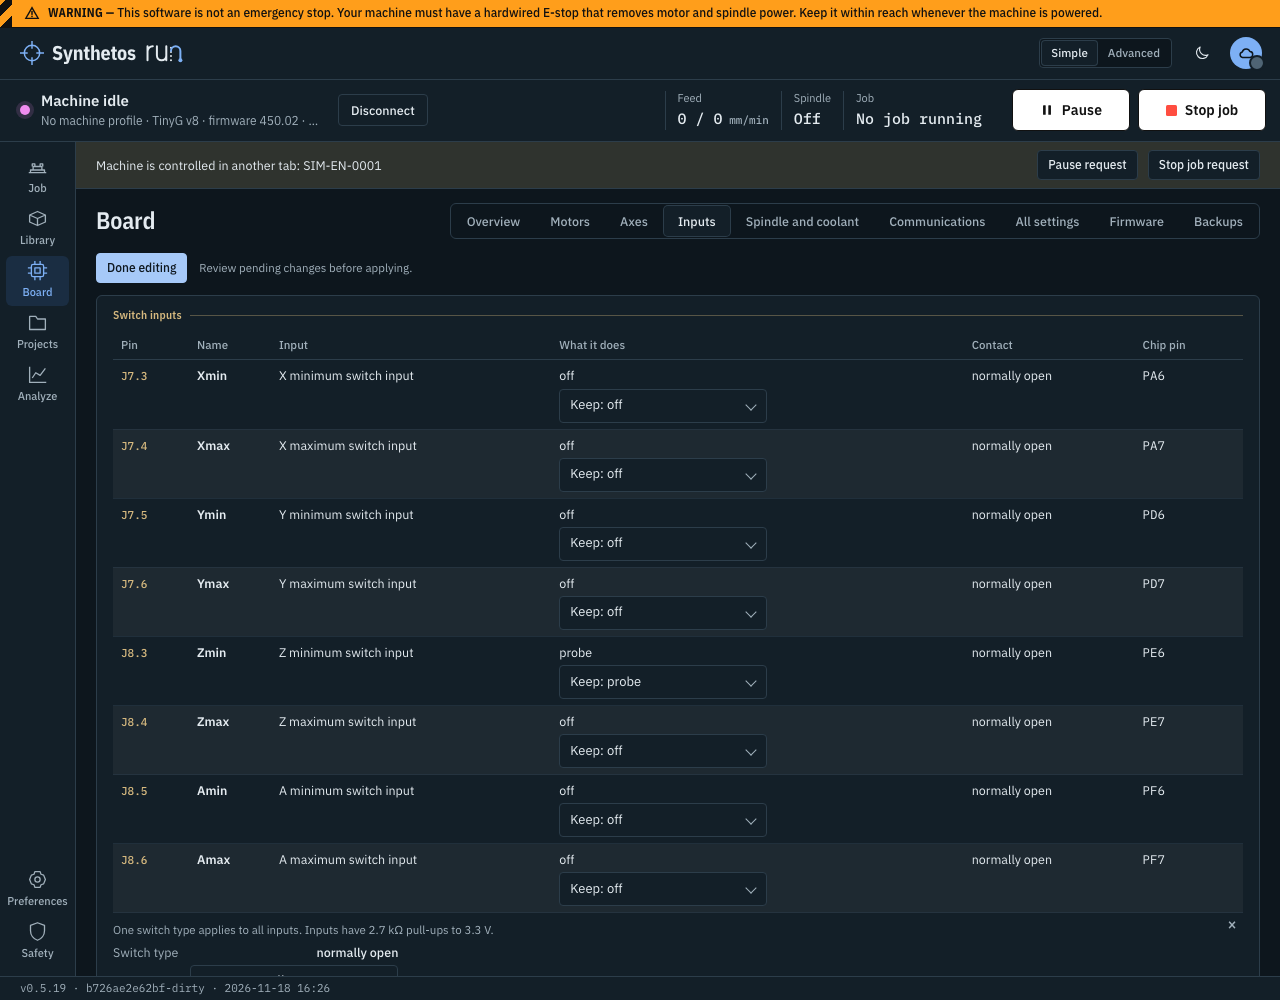 WARNING — This software is not an emergency stop. Your machine must have a hardwired E-stop that removes motor and spindle power. Keep it within reach whenever the machine is powered.
Synthetos run
Simple Advanced
Machine idle
No machine profile · TinyG v8 · firmware 450.02 · ...
Disconnect
Feed
0 / 0 mm/min
Spindle
Off
Job
No job running
Pause
Stop job
Job
Library
Board
Projects
Analyze
Preferences
Safety
Machine is controlled in another tab: SIM-EN-0001
Pause request
Stop job request
Board
Overview Motors Axes Inputs Spindle and coolant Communications All settings Firmware Backups
Done editing Review pending changes before applying.
Switch inputs
Pin Name Input What it does Contact Chip pin
J7.3 Xmin X minimum switch input off normally open PA6
Keep: off
J7.4 Xmax X maximum switch input off normally open PA7
Keep: off
J7.5 Ymin Y minimum switch input off normally open PD6
Keep: off
J7.6 Ymax Y maximum switch input off normally open PD7
Keep: off
J8.3 Zmin Z minimum switch input probe normally open PE6
Keep: probe
J8.4 Zmax Z maximum switch input off normally open PE7
Keep: off
J8.5 Amin A minimum switch input off normally open PF6
Keep: off
J8.6 Amax A maximum switch input off normally open PF7
Keep: off
One switch type applies to all inputs. Inputs have 2.7 kΩ pull-ups to 3.3 V.
Switch type normally open
v0.5.19 · b726ae2e62bf-dirty · 2026-11-18 16:26